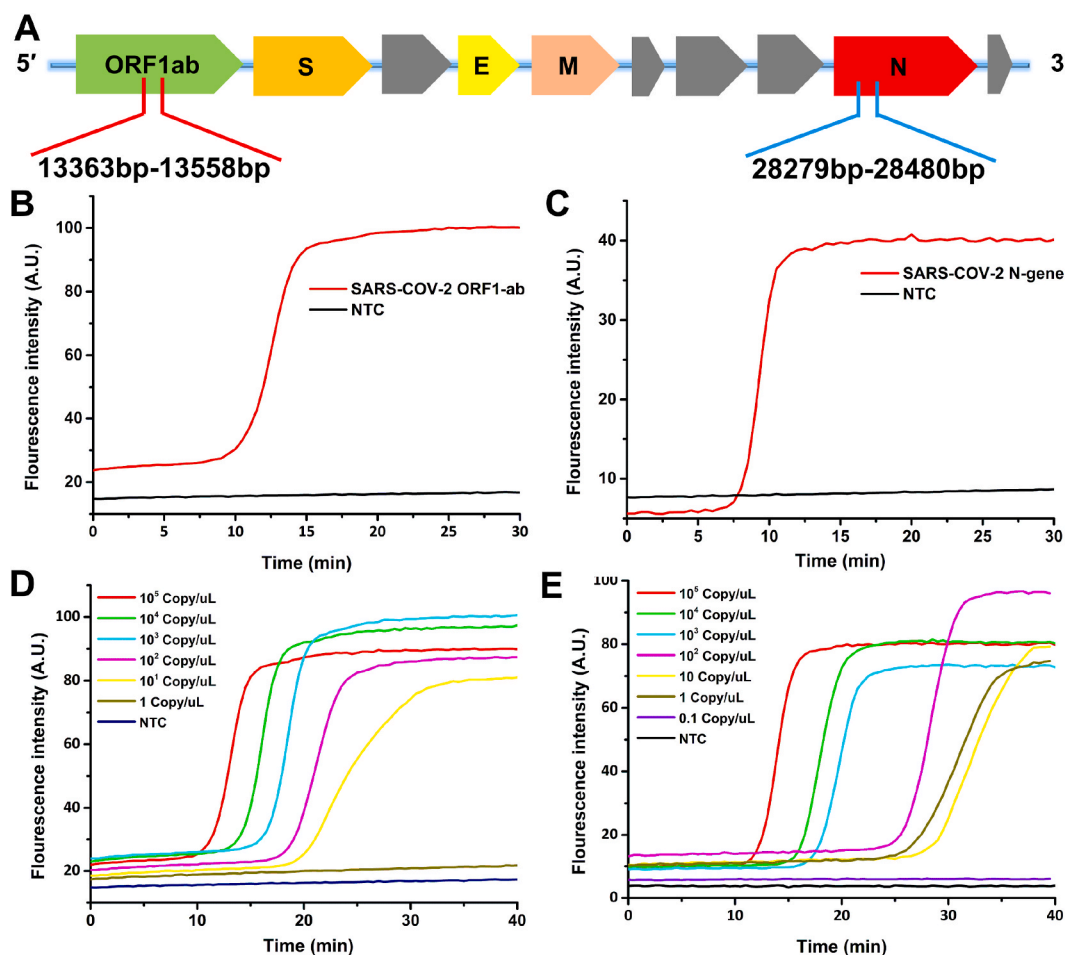 A
5′ ORF1ab S E M N 3
13363bp-13558bp 28279bp-28480bp
B
Flourescence intensity (A.U.)
100
80
60
40
20
SARS-COV-2 ORF1-ab
NTC
0 5 10 15 20 25 30
Time (min)
C
Flourescence intensity (A.U.)
40
30
20
10
SARS-COV-2 N-gene
NTC
0 5 10 15 20 25 30
Time (min)
D
Flourescence intensity (A.U.)
100
80
60
40
20
10⁵ Copy/uL
10⁴ Copy/uL
10³ Copy/uL
10² Copy/uL
10¹ Copy/uL
1 Copy/uL
NTC
0 10 20 30 40
Time (min)
E
Flourescence intensity (A.U.)
100
80
60
40
20
10
0
10⁵ Copy/uL
10⁴ Copy/uL
10³ Copy/uL
10² Copy/uL
10 Copy/uL
1 Copy/uL
0.1 Copy/uL
NTC
0 10 20 30 40
Time (min)